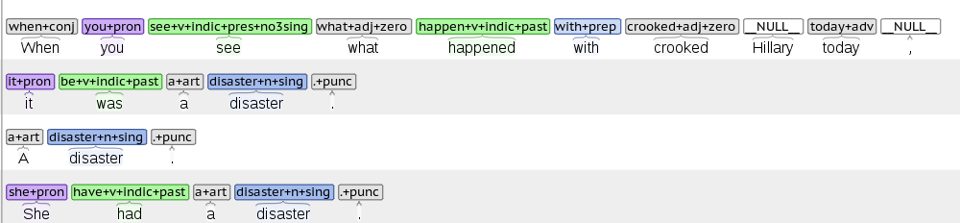 when+conj you+pron see+v+indic+pres+no3sing what+adj+zero happen+v+indic+past with+prep crooked+adj+zero __NULL__ today+adv __NULL__
When you see what happened with crooked Hillary today ,
it+pron be+v+indic+past a+art disaster+n+sing .+punc
it was a disaster .
a+art disaster+n+sing .+punc
A disaster .
she+pron have+v+indic+past a+art disaster+n+sing .+punc
She had a disaster .